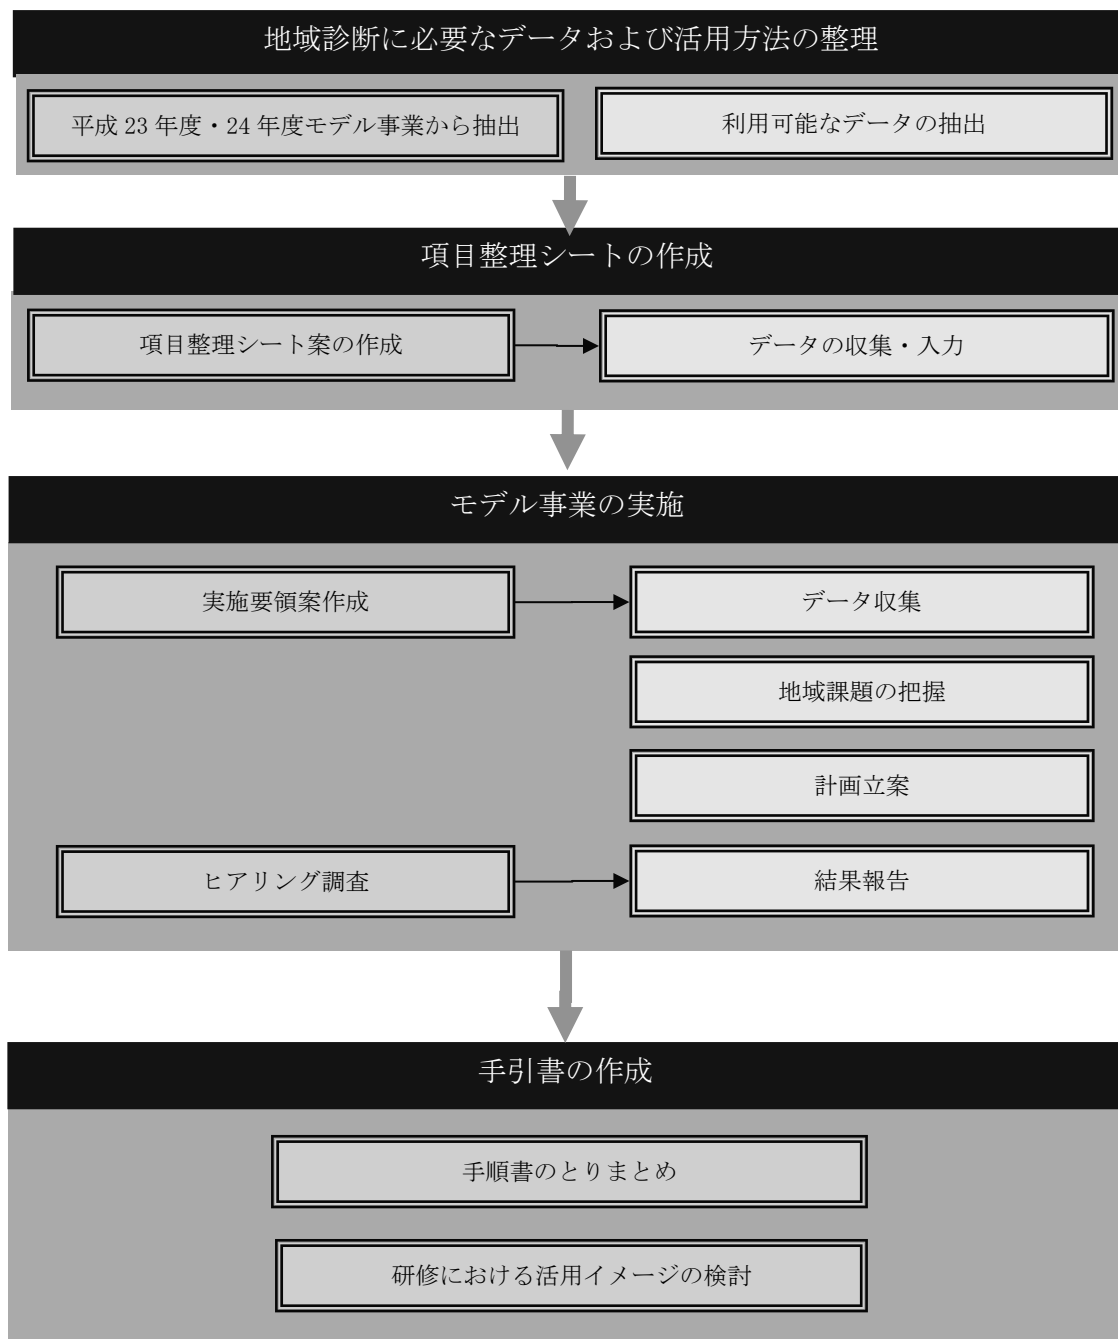 地域診断に必要なデータおよび活用方法の整理
平成 23 年度・24 年度モデル事業から抽出
利用可能なデータの抽出
項目整理シートの作成
項目整理シート案の作成
データの収集・入力
モデル事業の実施
実施要領案作成
データ収集
地域課題の把握
計画立案
ヒアリング調査
結果報告
手引書の作成
手順書のとりまとめ
研修における活用イメージの検討